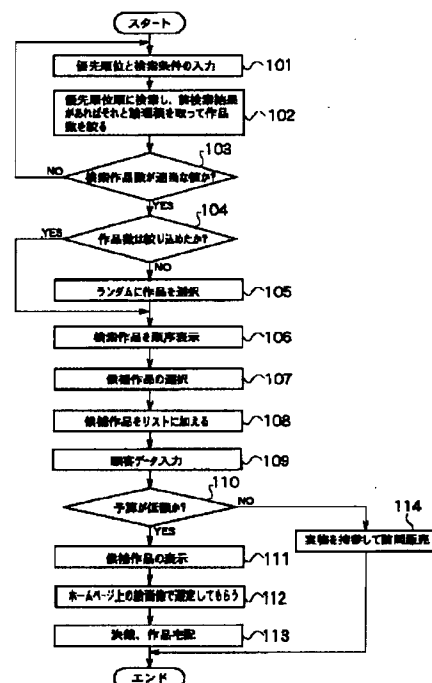 スタート
優先順位と検索条件の入力
101
優先順位順に検索し、前検索結果
があればそれと論理積を取って作品
数を絞る
102
103
検索作品数が適当な値か?
NO
YES
104
作品数は絞り込めたか?
YES
NO
ランダムに作品を選択
105
検索作品を順序表示
106
候補作品の選択
107
候補作品をリストに加える
108
顧客データ入力
109
110
予算が低額か?
NO
YES
114
実物を持参して訪問販売
候補作品の表示
111
ホームページ上の絵画像で選定してもらう
112
決裁、作品宅配
113
エンド